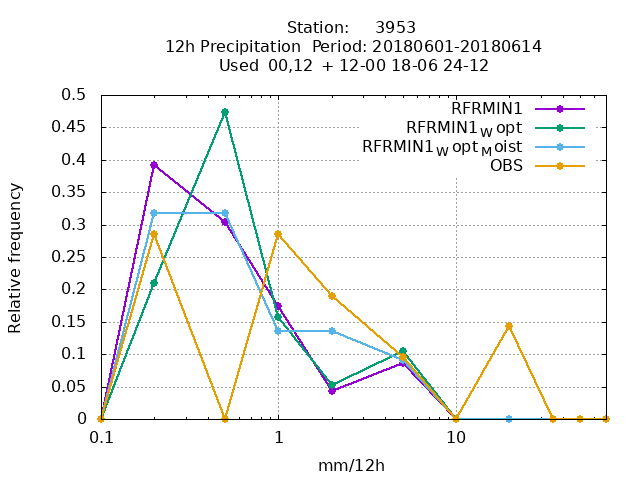 Station: 3953
12h Precipitation Period: 20180601-20180614
Used 00,12 + 12-00 18-06 24-12
0.5
0.45
0.4
0.35
0.3
0.25
0.2
0.15
0.1
0.05
0
Relative frequency
RFRMIN1
RFRMIN1Wopt
RFRMIN1WoptMoist
OBS
0.1 1 10
mm/12h